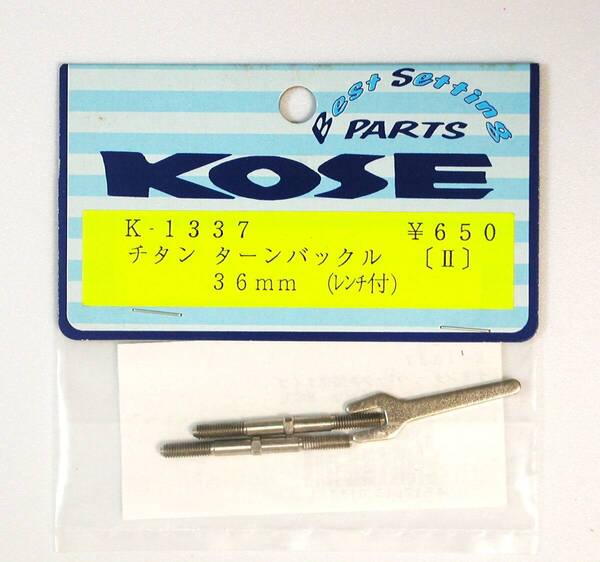 Best Setting
PARTS
KOSE
K-1337 ¥650
チタン ターンバックル 〔Ⅱ〕
36mm (ﾚﾝﾁ付)